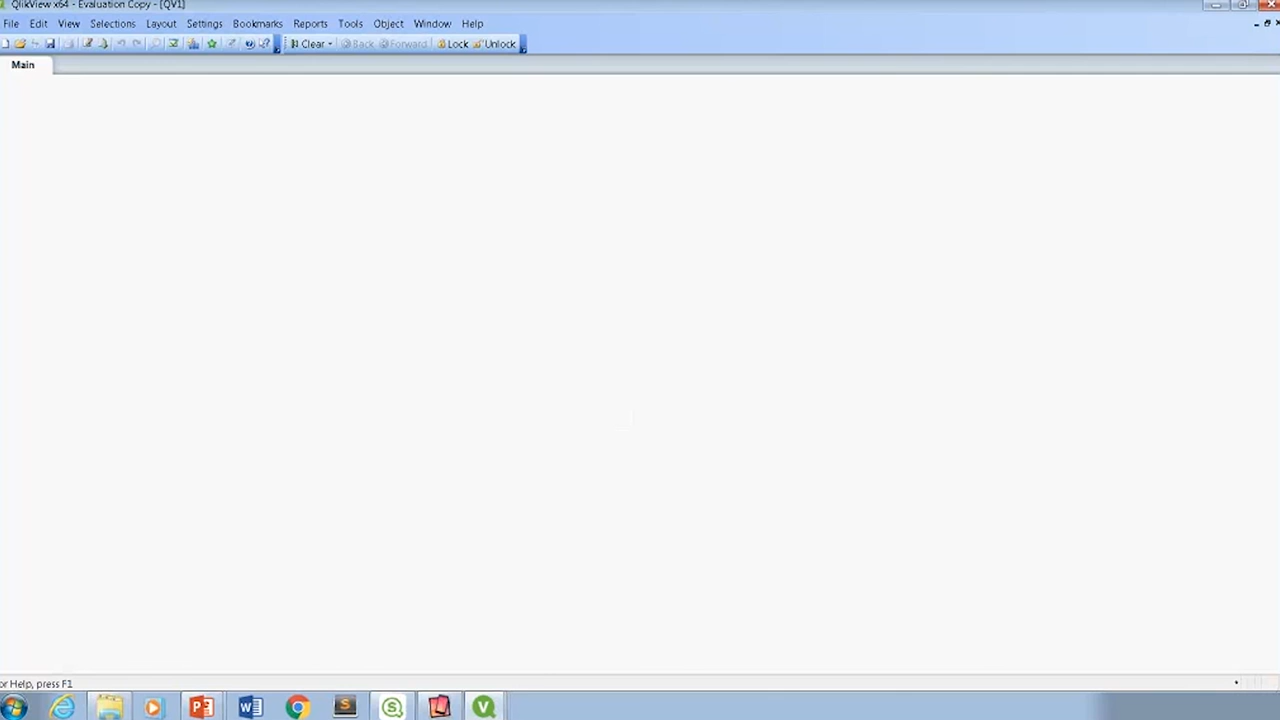 QlikView x64 - Evaluation Copy - [QV1]
File Edit View Selections Layout Settings Bookmarks Reports Tools Object Window Help
Clear Back Forward Lock Unlock
Main
or Help, press F1